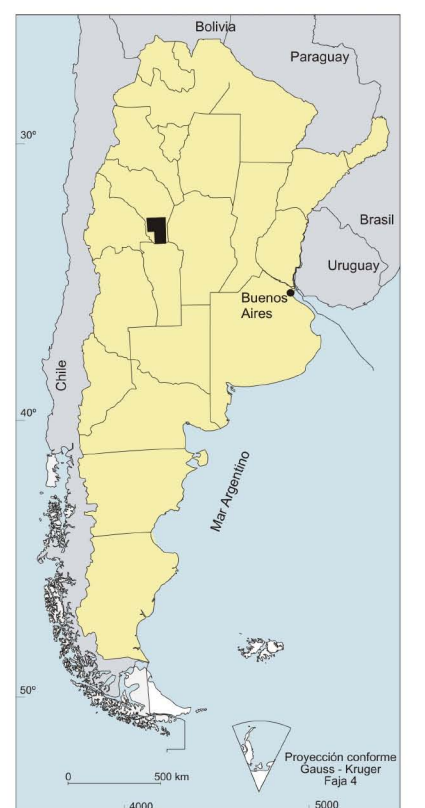 Bolivia
Paraguay
30º
Brasil
Uruguay
Buenos
Aires
Chile
40º
Mar Argentino
50º
Proyección conforme
Gauss - Kruger
Faja 4
0 500 km
4000 5000